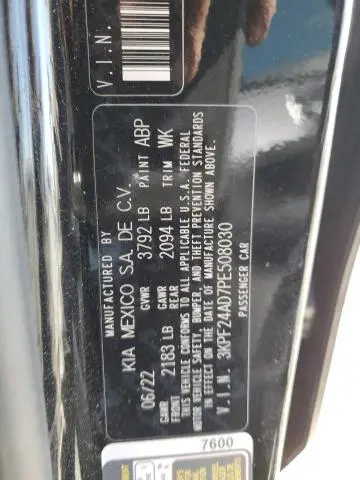 V.I.N.
MANUFACTURED BY
KIA MEXICO S.A. DE C.V.
06/22 GVWR 3792 LB PAINT ABP
GAWR FRONT 2183 LB GAWR REAR 2094 LB TRIM WK
THIS VEHICLE CONFORMS TO ALL APPLICABLE U.S.A. FEDERAL
MOTOR VEHICLE SAFETY, BUMPER, AND THEFT PREVENTION STANDARDS
IN EFFECT ON THE DATE OF MANUFACTURE SHOWN ABOVE.
V.I.N. 3KPF24AD7PE508030
PASSENGER CAR
7600